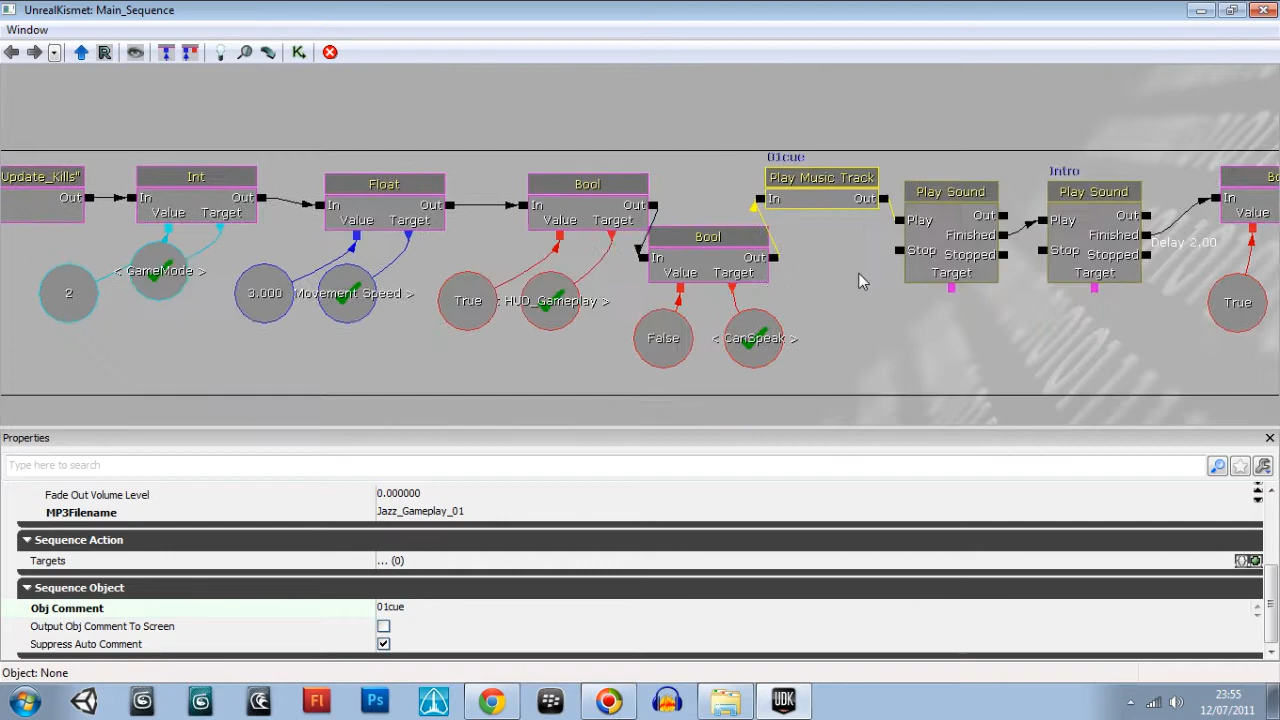 UnrealKismet: Main_Sequence
Window
01cue
Intro
Update_Kills"
Int
Float
Bool
Play Music Track
Play Sound
Play Sound
Out
In
Out
In
Out
In
Out
In
Out
Play
Out
Play
Out
In
Value
Target
Value
Target
Value
Target
Bool
Finished
Finished
Value
Stop
Stopped
Stop
Stopped
Delay 2.00
In
Out
Value
Target
Target
Target
2
< GameMode >
3.000
Movement Speed >
True
< HUD_Gameplay >
True
False
< CanSpeak >
Properties
Type here to search
Fade Out Volume Level
0.000000
MP3Filename
Jazz_Gameplay_01
Sequence Action
Targets
... (0)
Sequence Object
Obj Comment
01cue
Output Obj Comment To Screen
Suppress Auto Comment
Object: None
Fl
Ps
UDK
23:55
12/07/2011